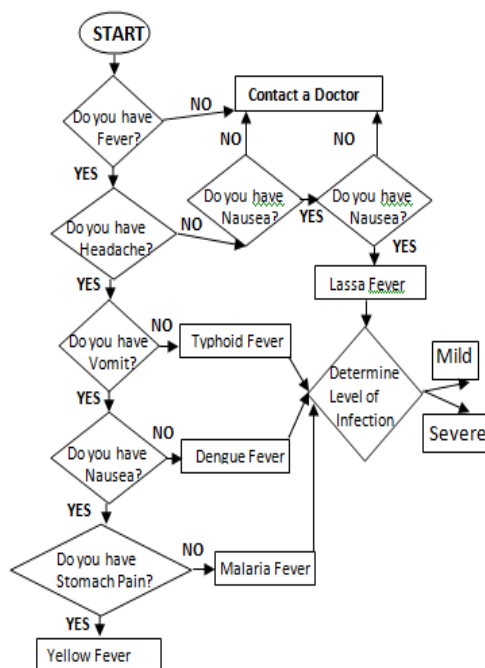 START
Do you have
Fever?
NO
Contact a Doctor
YES
NO
NO
Do you have
Headache?
NO
Do you have
Nausea?
YES
Do you have
Nausea?
YES
YES
Lassa Fever
Do you have
Vomit?
NO
Typhoid Fever
Determine
Level of
Infection
Mild
Severe
YES
Do you have
Nausea?
NO
Dengue Fever
YES
Do you have
Stomach Pain?
NO
Malaria Fever
YES
Yellow Fever